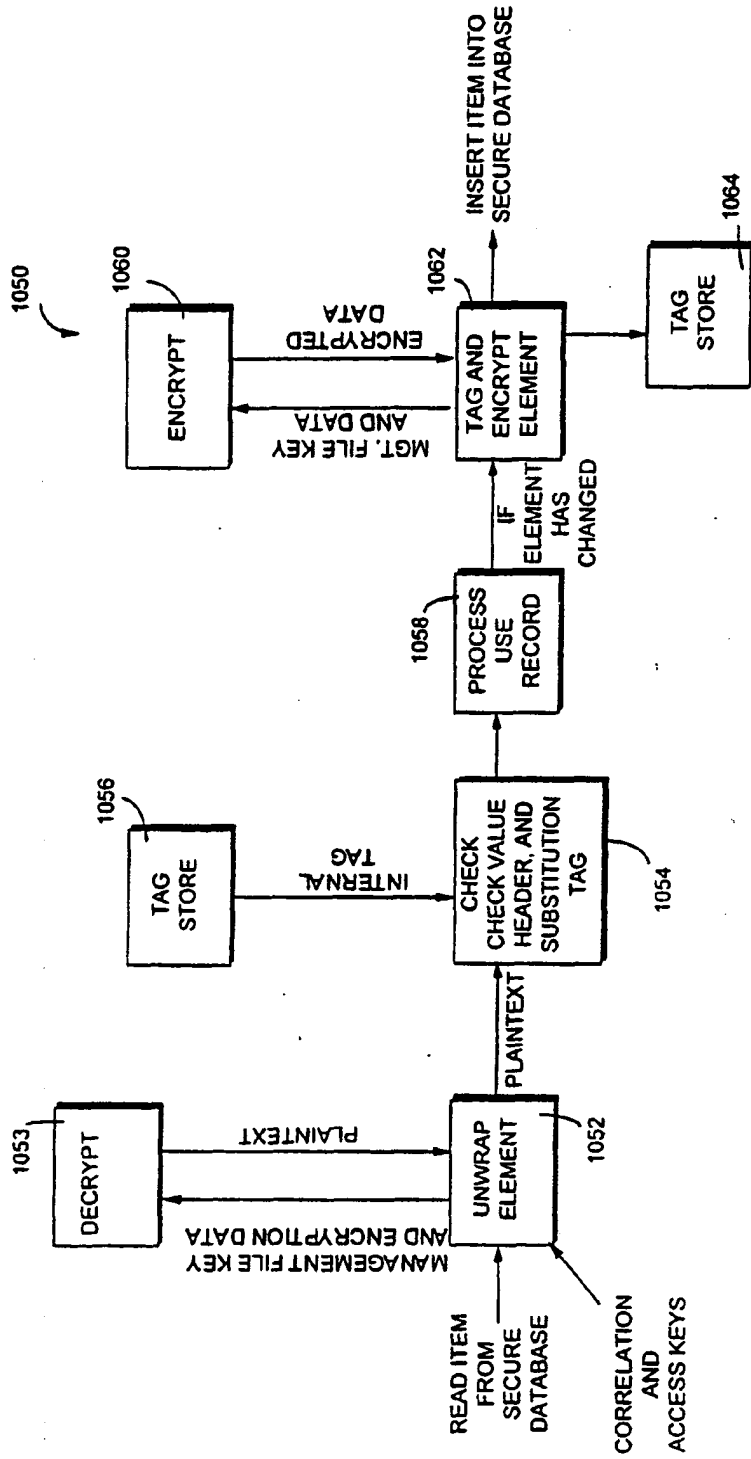 1050
1053
DECRYPT
MANAGEMENT FILE KEY
AND ENCRYPTION DATA
PLAINTEXT
READ ITEM
FROM
SECURE
DATABASE
CORRELATION
AND
ACCESS KEYS
UNWRAP
ELEMENT
1052
PLAINTEXT
1056
TAG
STORE
INTERNAL
TAG
CHECK
CHECK VALUE
HEADER, AND
SUBSTITUTION
TAG
1054
1058
PROCESS
USE
RECORD
IF
ELEMENT
HAS
CHANGED
1060
ENCRYPT
MGT. FILE KEY
AND DATA
ENCRYPTED
DATA
1062
TAG AND
ENCRYPT
ELEMENT
INSERT ITEM INTO
SECURE DATABASE
TAG
STORE
1064